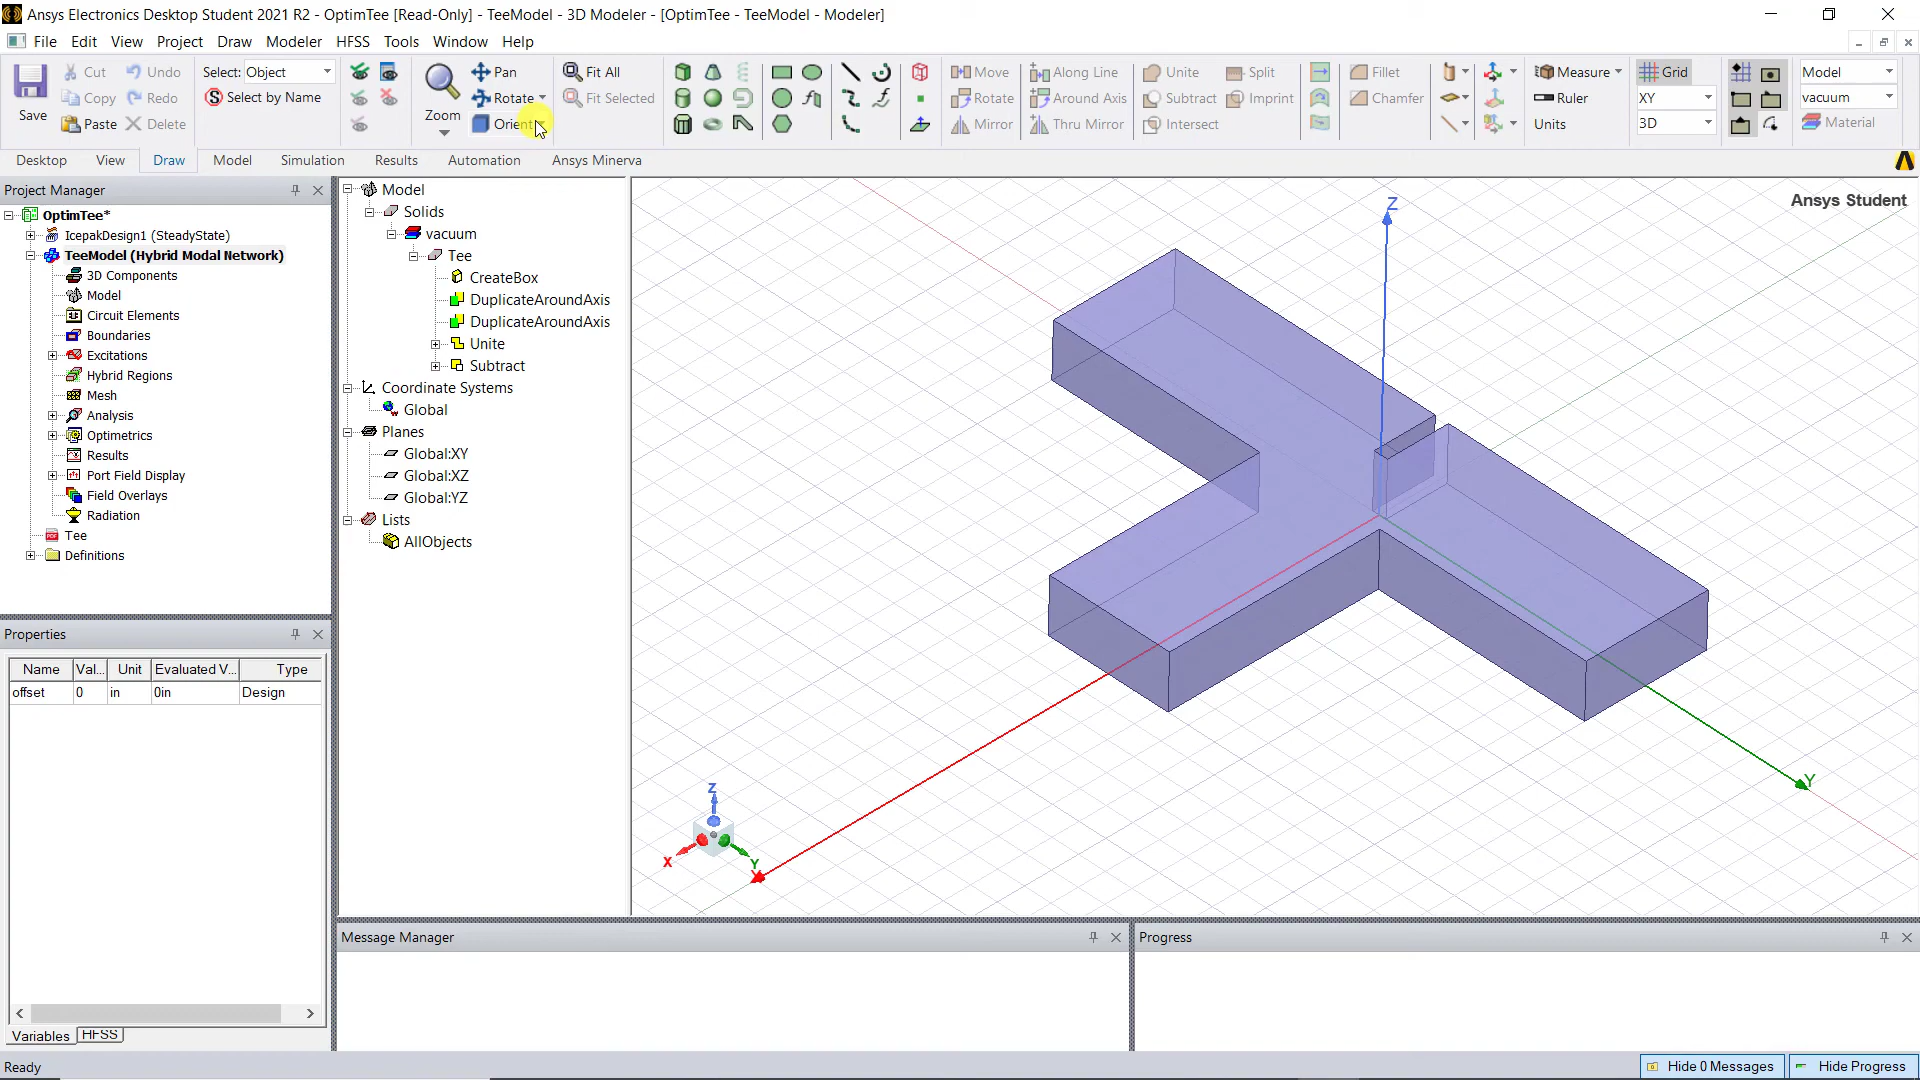 Ansys Electronics Desktop Student 2021 R2 - OptimTee [Read-Only] - TeeModel - 3D Modeler - [OptimTee - TeeModel - Modeler]
File Edit View Project Draw Modeler HFSS Tools Window Help
Save
Cut Undo
Copy Redo
Paste Delete
Select: Object
Select by Name
Zoom
Pan
Rotate
Orient
Fit All
Fit Selected
Move
Rotate
Mirror
Along Line
Around Axis
Thru Mirror
Unite Split
Subtract Imprint
Intersect
Fillet
Chamfer
Measure
Ruler
Units
Grid
XY
3D
Model
vacuum
Material
Desktop View Draw Model Simulation Results Automation Ansys Minerva
Project Manager
OptimTee*
IcepakDesign1 (SteadyState)
TeeModel (Hybrid Modal Network)
3D Components
Model
Circuit Elements
Boundaries
Excitations
Hybrid Regions
Mesh
Analysis
Optimetrics
Results
Port Field Display
Field Overlays
Radiation
Tee
Definitions
Properties
Name Val... Unit Evaluated V... Type
offset 0 in 0in Design
Variables HFSS
Model
Solids
vacuum
Tee
CreateBox
DuplicateAroundAxis
DuplicateAroundAxis
Unite
Subtract
Coordinate Systems
Global
Planes
Global:XY
Global:XZ
Global:YZ
Lists
AllObjects
Ansys Student
Z
Y
Z
X
Y
Message Manager
Progress
Ready
Hide 0 Messages
Hide Progress